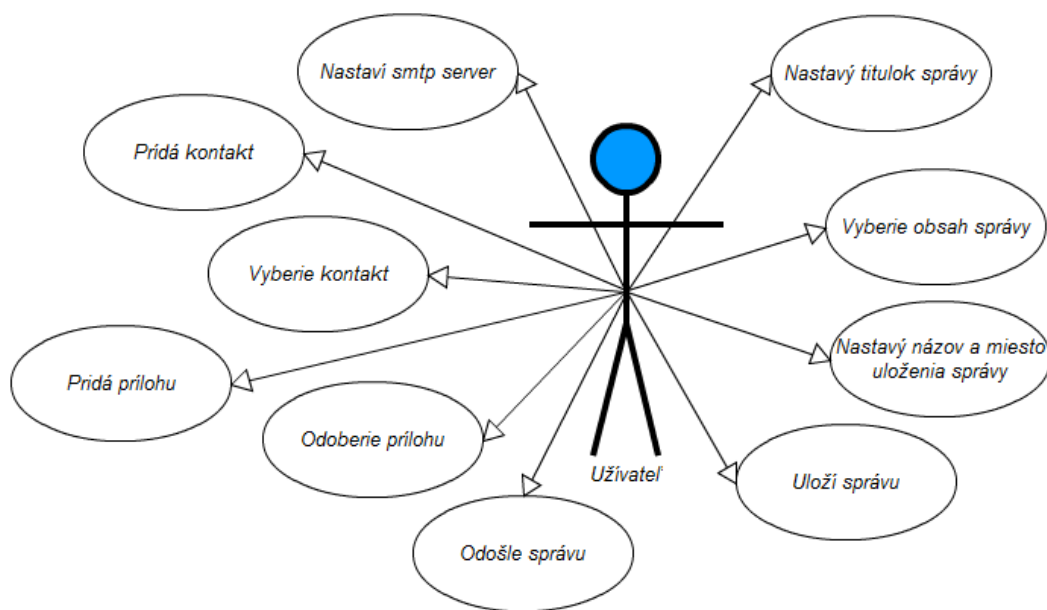 Nastaví smtp server
Nastavý titulok správy
Pridá kontakt
Vyberie obsah správy
Vyberie kontakt
Nastavý názov a miesto
uloženia správy
Pridá prílohu
Odoberie prílohu
Užívateľ
Uloží správu
Odošle správu